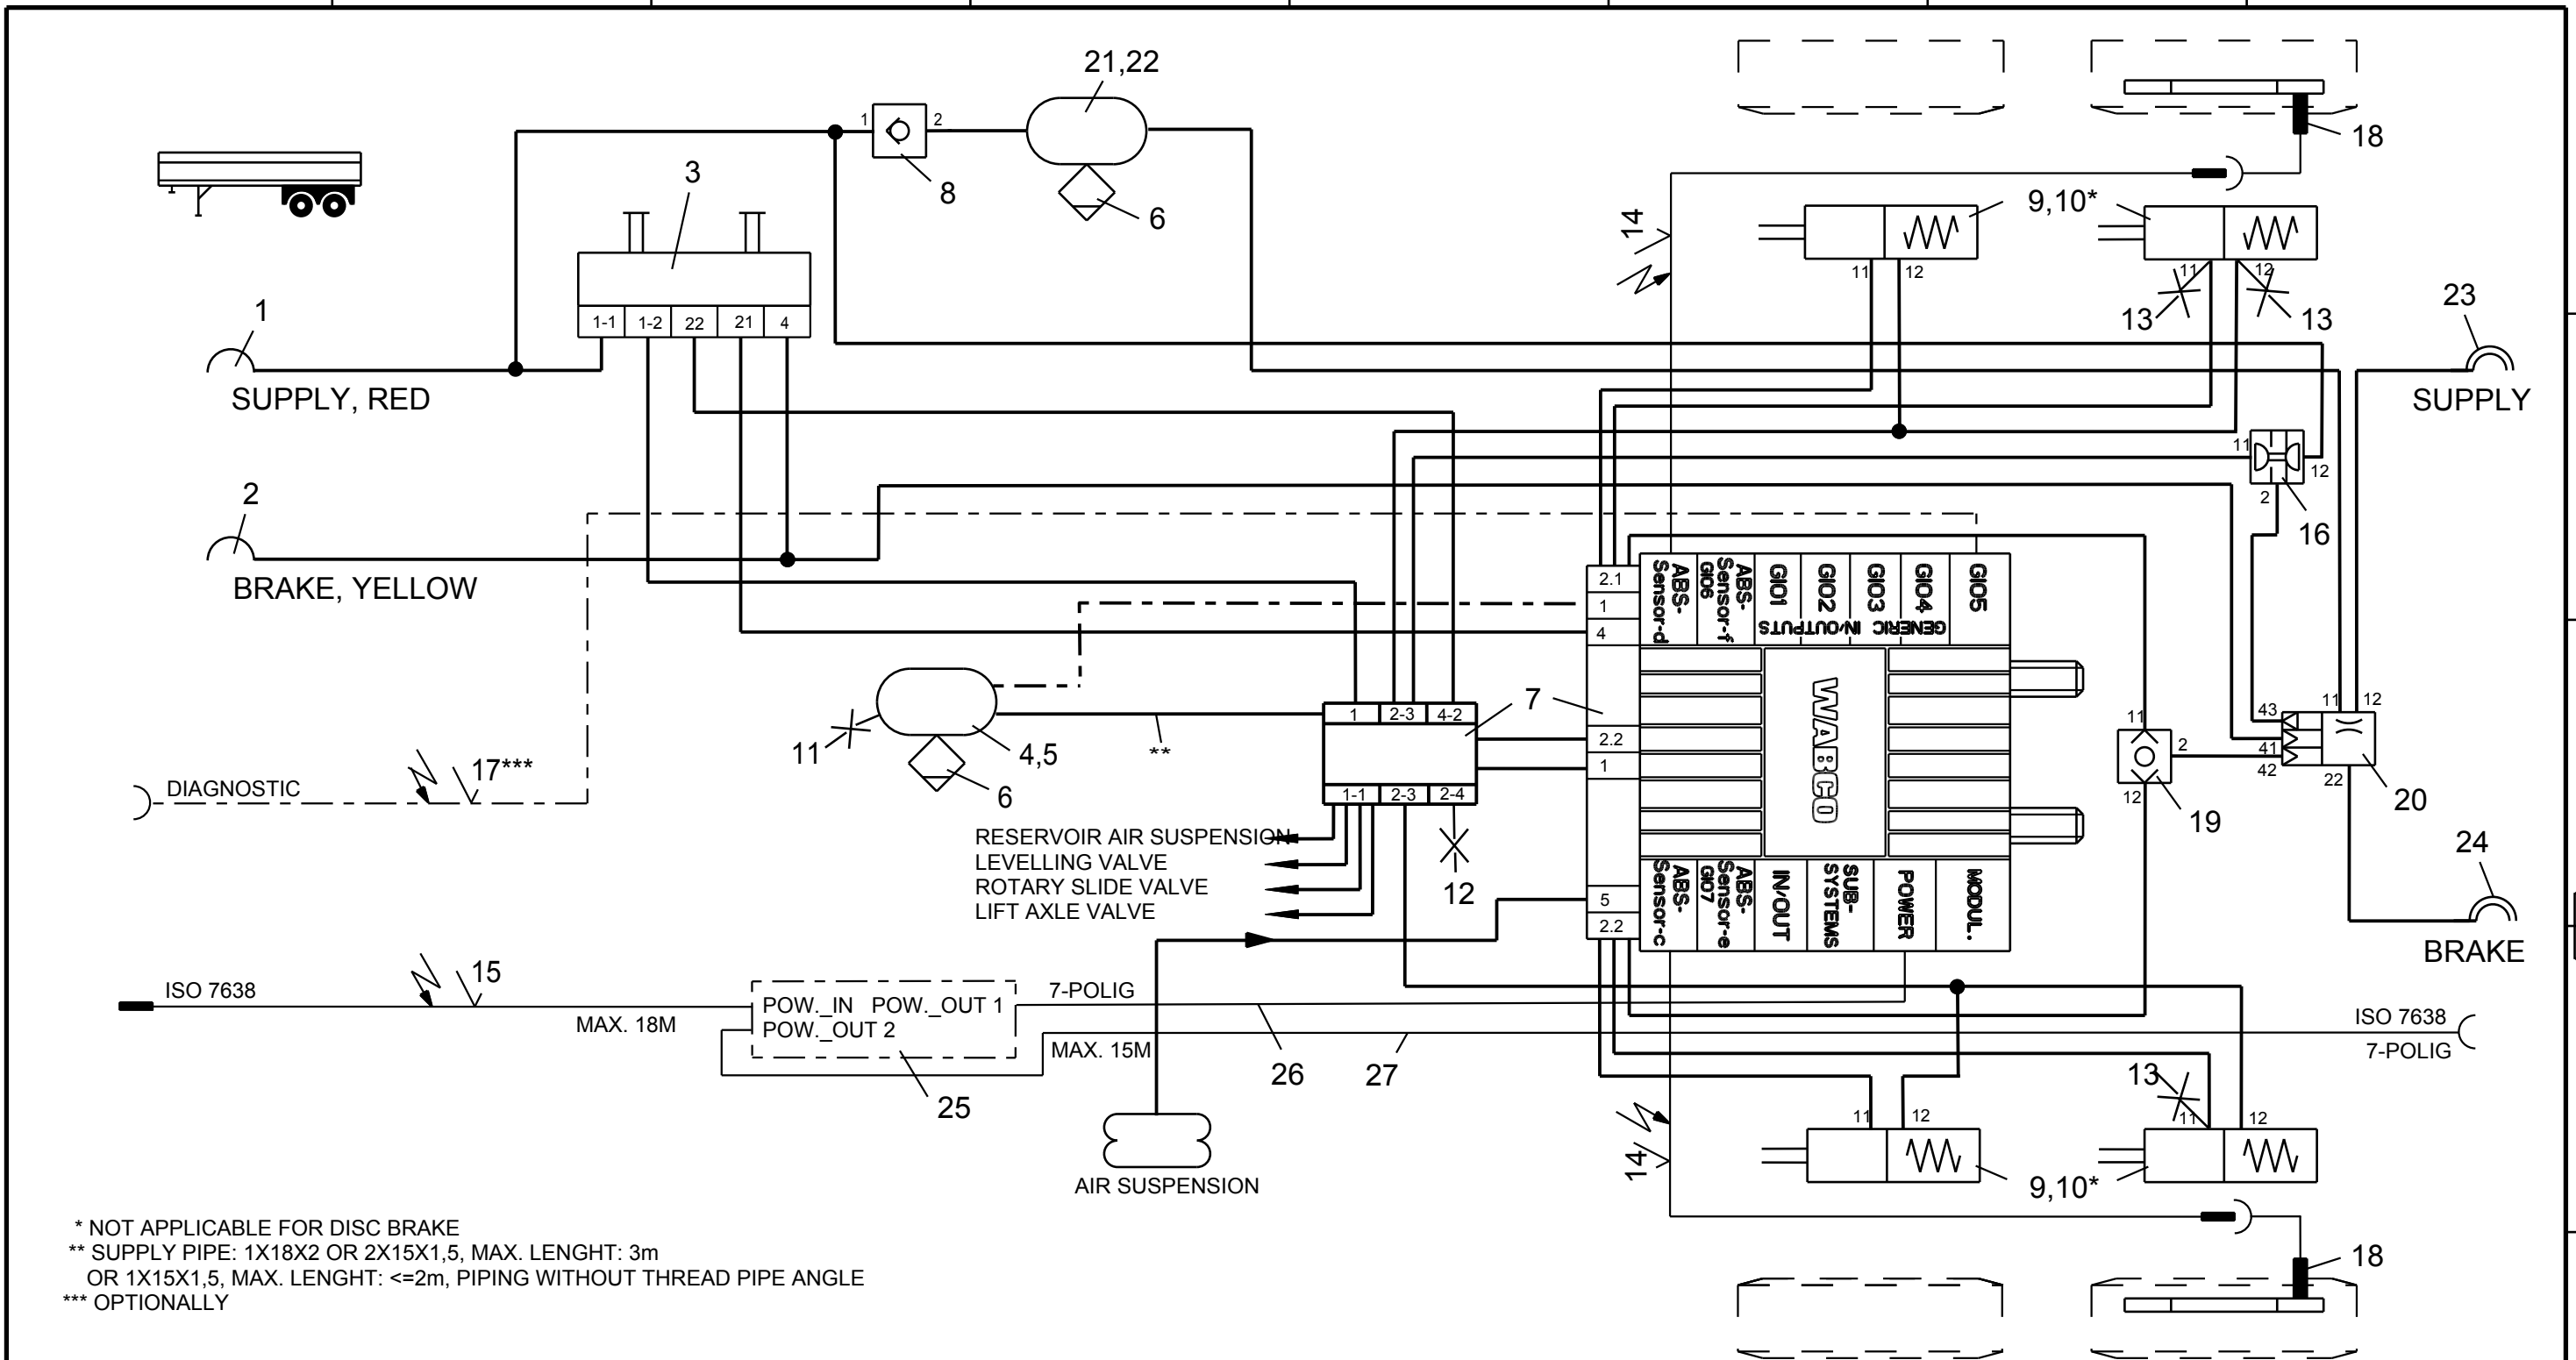 21,22
1
2
8
6
3
18
14
9,10*
11
12
11
12
13
13
23
1-1
1-2
22
21
4
1
SUPPLY, RED
SUPPLY
11
12
2
16
2
BRAKE, YELLOW
2.1
1
4
ABS-
Sensor-d
ABS-
Sensor-f
GIO6
GIO1
GIO2
GIO3
GIO4
GIO5
GENERIC IN/OUTPUTS
7
WABCO
1
2-3
4-2
2.2
1
11
4,5
6
**
1-1
2-3
2-4
12
11
2
12
19
43
41
42
11
12
22
20
24
BRAKE
DIAGNOSTIC
17***
RESERVOIR AIR SUSPENSION
LEVELLING VALVE
ROTARY SLIDE VALVE
LIFT AXLE VALVE
5
2.2
ABS-
Sensor-c
ABS-
Sensor-e
GIO7
IN/OUT
SUB-
SYSTEMS
POWER
MODUL.
ISO 7638
15
MAX. 18M
POW._IN POW._OUT 1
POW._OUT 2
25
7-POLIG
MAX. 15M
26
27
ISO 7638
7-POLIG
AIR SUSPENSION
14
11
12
13
11
12
9,10*
18
* NOT APPLICABLE FOR DISC BRAKE
** SUPPLY PIPE: 1X18X2 OR 2X15X1,5, MAX. LENGHT: 3m
OR 1X15X1,5, MAX. LENGHT: <=2m, PIPING WITHOUT THREAD PIPE ANGLE
*** OPTIONALLY